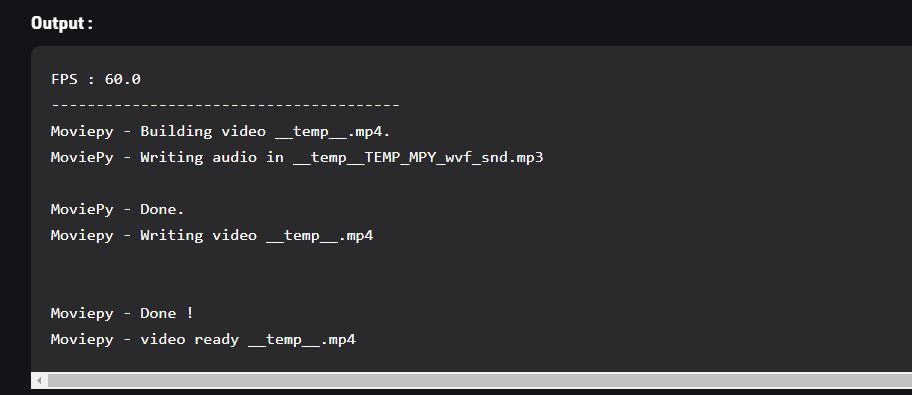 Output :
FPS : 60.0
---------------------------------------
Moviepy - Building video __temp__.mp4.
MoviePy - Writing audio in __temp__TEMP_MPY_wvf_snd.mp3
MoviePy - Done.
Moviepy - Writing video __temp__.mp4
Moviepy - Done !
Moviepy - video ready __temp__.mp4